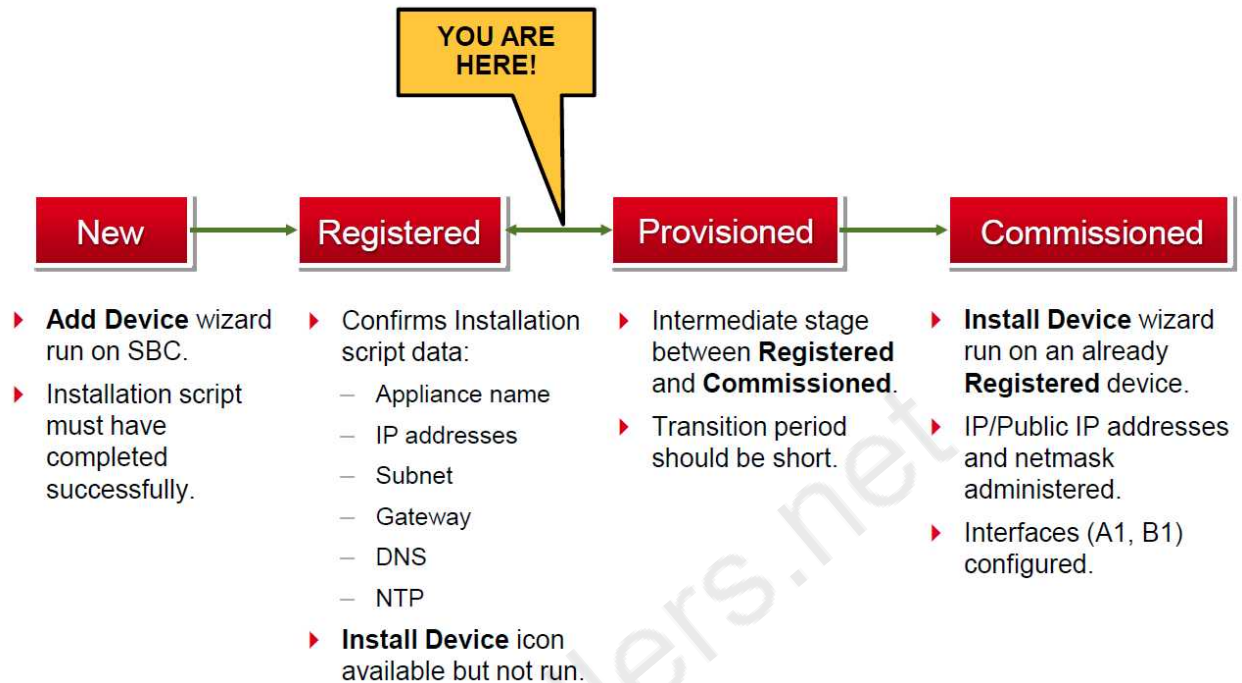 YOU ARE
HERE!
New
Registered
Provisioned
Commissioned
Add Device wizard
run on SBC.
Installation script
must have
completed
successfully.
Confirms Installation
script data:
– Appliance name
– IP addresses
– Subnet
– Gateway
– DNS
– NTP
Install Device icon
available but not run.
Intermediate stage
between Registered
and Commissioned.
Transition period
should be short.
Install Device wizard
run on an already
Registered device.
IP/Public IP addresses
and netmask
administered.
Interfaces (A1, B1)
configured.